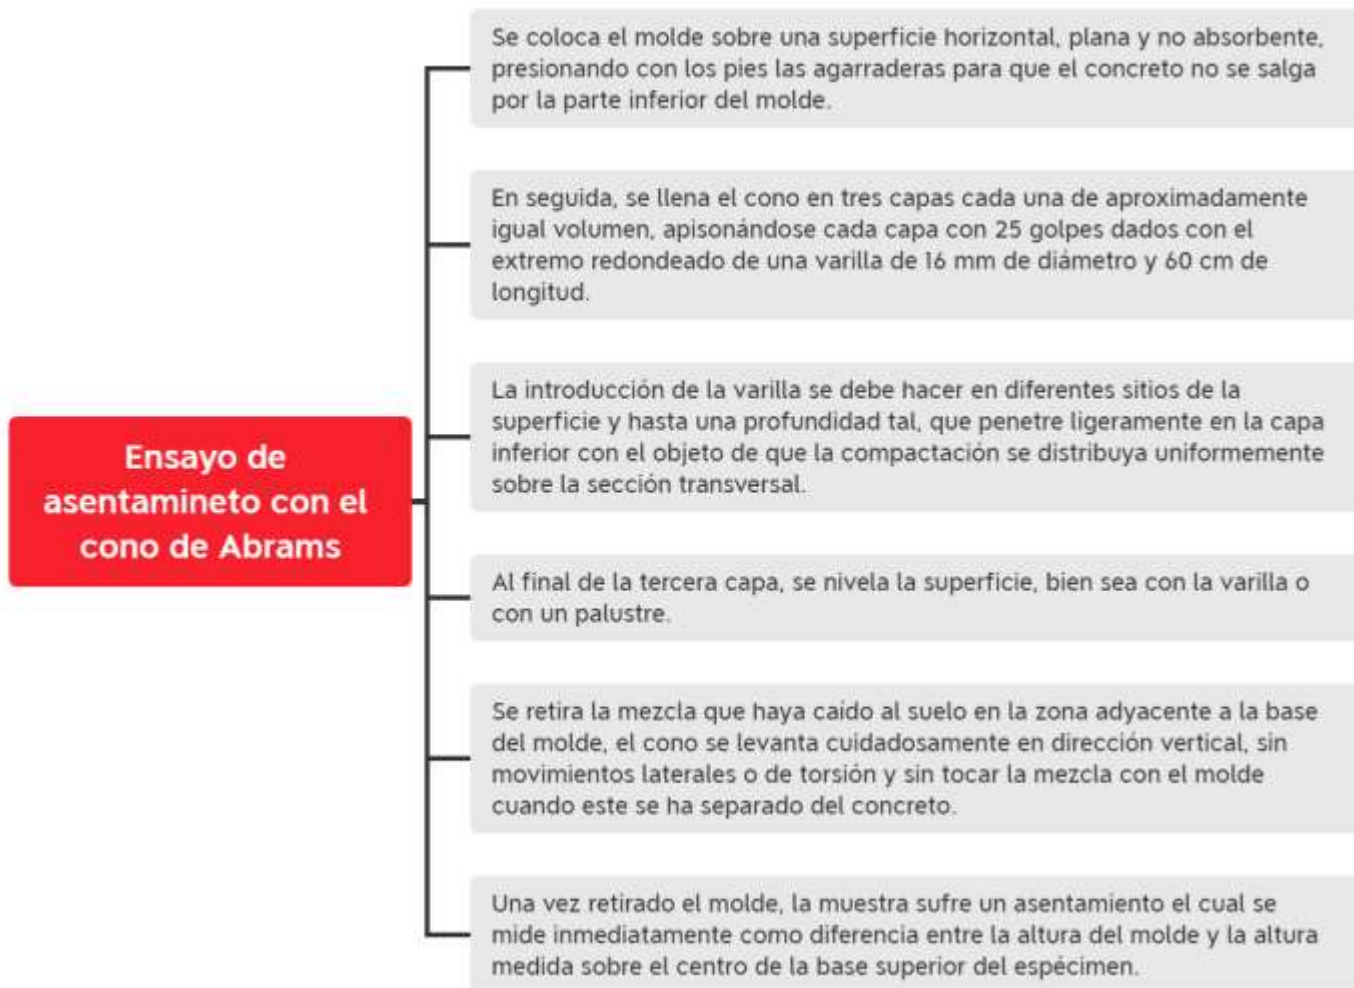 Se coloca el molde sobre una superficie horizontal, plana y no absorbente,
presionando con los pies las agarraderas para que el concreto no se salga
por la parte inferior del molde.
En seguida, se llena el cono en tres capas cada una de aproximadamente
igual volumen, apisonándose cada capa con 25 golpes dados con el
extremo redondeado de una varilla de 16 mm de diámetro y 60 cm de
longitud.
La introducción de la varilla se debe hacer en diferentes sitios de la
superficie y hasta una profundidad tal, que penetre ligeramente en la capa
inferior con el objeto de que la compactación se distribuya uniformemente
sobre la sección transversal.
Ensayo de
asentamineto con el
cono de Abrams
Al final de la tercera capa, se nivela la superficie, bien sea con la varilla o
con un palustre.
Se retira la mezcla que haya caído al suelo en la zona adyacente a la base
del molde, el cono se levanta cuidadosamente en dirección vertical, sin
movimientos laterales o de torsión y sin tocar la mezcla con el molde
cuando este se ha separado del concreto.
Una vez retirado el molde, la muestra sufre un asentamiento el cual se
mide inmediatamente como diferencia entre la altura del molde y la altura
medida sobre el centro de la base superior del espécimen.